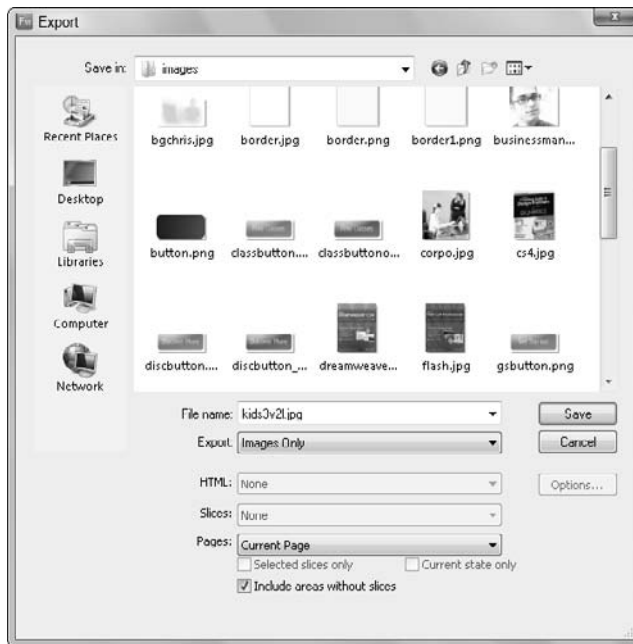 Fw Export
Save in: images
Recent Places
Desktop
Libraries
Computer
Network
bgchris.jpg border.jpg border.png border1.png businessman...
button.png classbutton.... classbuttono... corpo.jpg cs4.jpg
discbutton.... discbutton_... dreamweave... flash.jpg gsbutton.png
File name: kids3v2l.jpg Save
Export: Images Only Cancel
HTML: None Options...
Slices: None
Pages: Current Page
Selected slices only Current state only
Include areas without slices